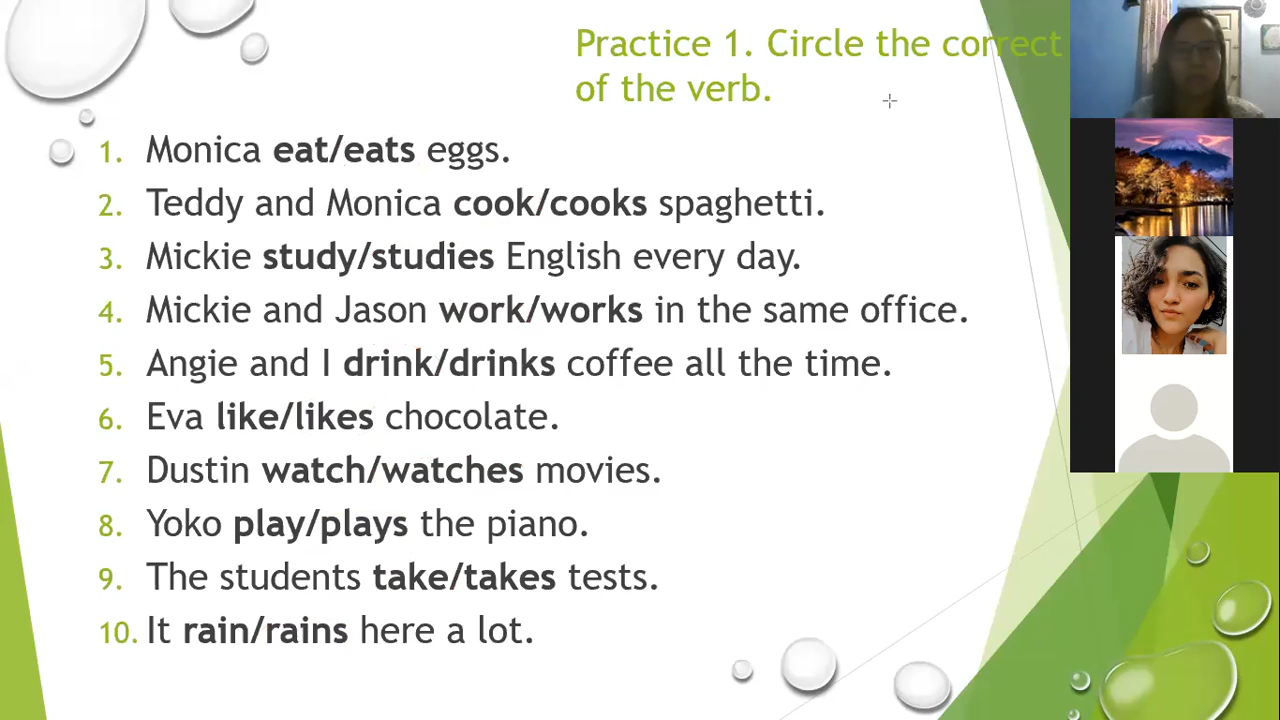 Practice 1. Circle the correct
of the verb.
1. Monica eat/eats eggs.
2. Teddy and Monica cook/cooks spaghetti.
3. Mickie study/studies English every day.
4. Mickie and Jason work/works in the same office.
5. Angie and I drink/drinks coffee all the time.
6. Eva like/likes chocolate.
7. Dustin watch/watches movies.
8. Yoko play/plays the piano.
9. The students take/takes tests.
10. It rain/rains here a lot.